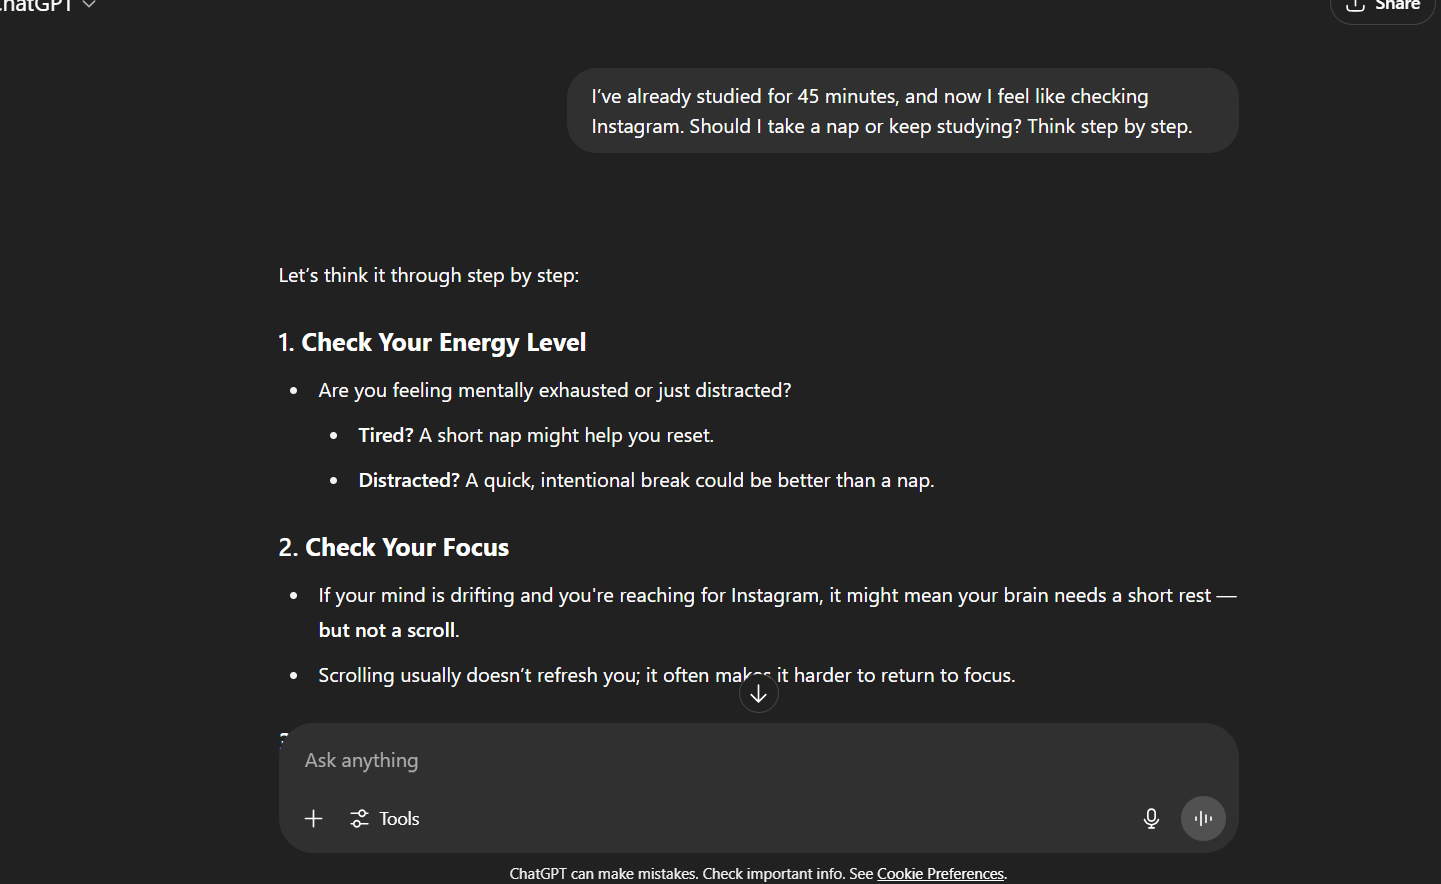 ChatGPT
Share
I’ve already studied for 45 minutes, and now I feel like checking
Instagram. Should I take a nap or keep studying? Think step by step.
Let’s think it through step by step:
1. Check Your Energy Level
• Are you feeling mentally exhausted or just distracted?
• Tired? A short nap might help you reset.
• Distracted? A quick, intentional break could be better than a nap.
2. Check Your Focus
• If your mind is drifting and you're reaching for Instagram, it might mean your brain needs a short rest —
but not a scroll.
• Scrolling usually doesn’t refresh you; it often makes it harder to return to focus.
Ask anything
Tools
ChatGPT can make mistakes. Check important info. See Cookie Preferences.